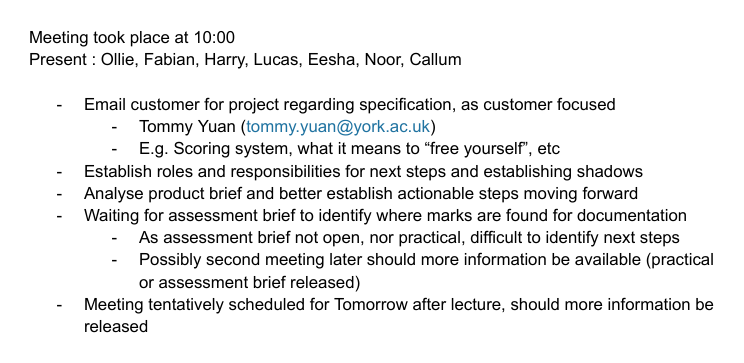 Meeting took place at 10:00
Present : Ollie, Fabian, Harry, Lucas, Eesha, Noor, Callum
- Email customer for project regarding specification, as customer focused
- Tommy Yuan (tommy.yuan@york.ac.uk)
- E.g. Scoring system, what it means to “free yourself”, etc
- Establish roles and responsibilities for next steps and establishing shadows
- Analyse product brief and better establish actionable steps moving forward
- Waiting for assessment brief to identify where marks are found for documentation
- As assessment brief not open, nor practical, difficult to identify next steps
- Possibly second meeting later should more information be available (practical
or assessment brief released)
- Meeting tentatively scheduled for Tomorrow after lecture, should more information be
released